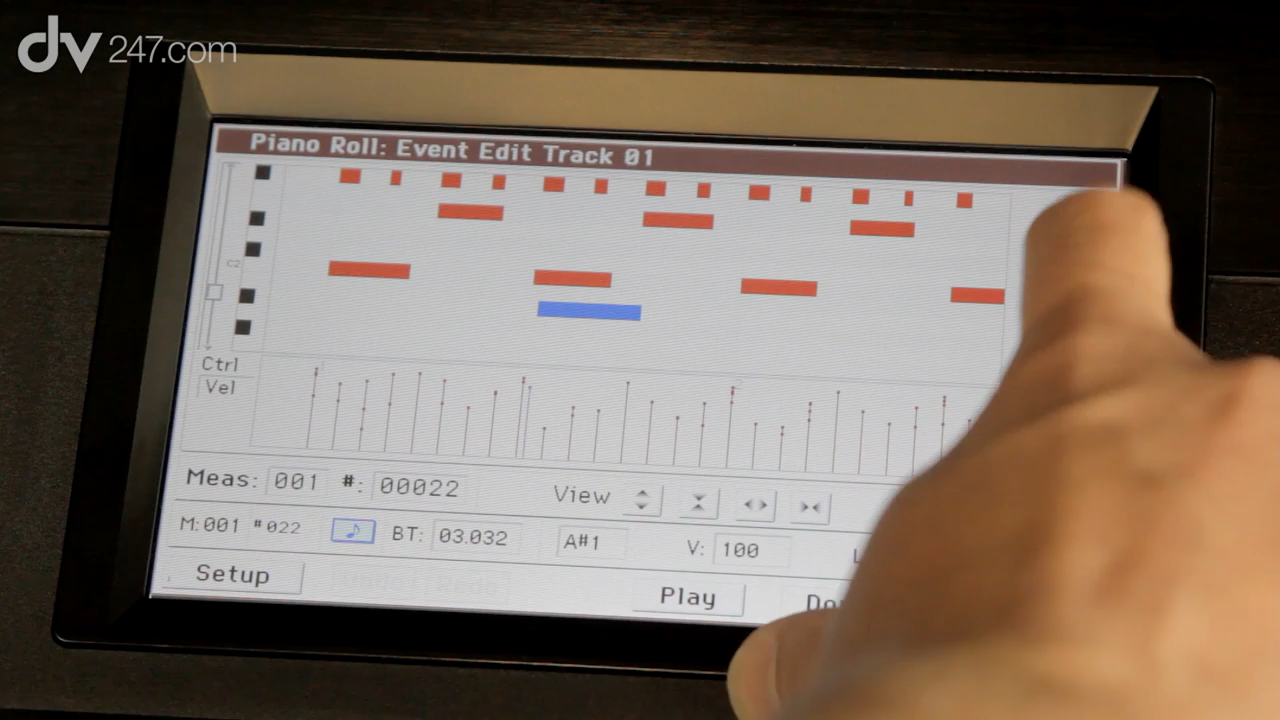 dv247.com
Piano Roll: Event Edit Track 01
C2
Ctrl
Vel
Meas: 001 #: 00022 View
M:001 #022 BT: 03.032 A#1 V: 100
Setup Redo Play